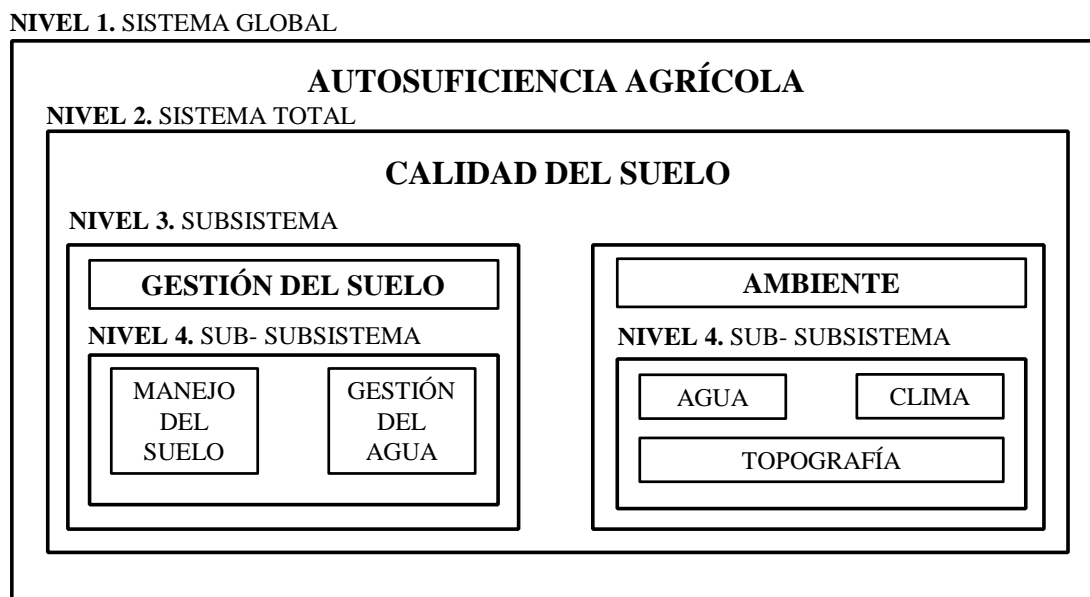 NIVEL 1. SISTEMA GLOBAL
AUTOSUFICIENCIA AGRÍCOLA
NIVEL 2. SISTEMA TOTAL
CALIDAD DEL SUELO
NIVEL 3. SUBSISTEMA
GESTIÓN DEL SUELO
NIVEL 4. SUB- SUBSISTEMA
MANEJO
DEL
SUELO
GESTIÓN
DEL
AGUA
AMBIENTE
NIVEL 4. SUB- SUBSISTEMA
AGUA
CLIMA
TOPOGRAFÍA